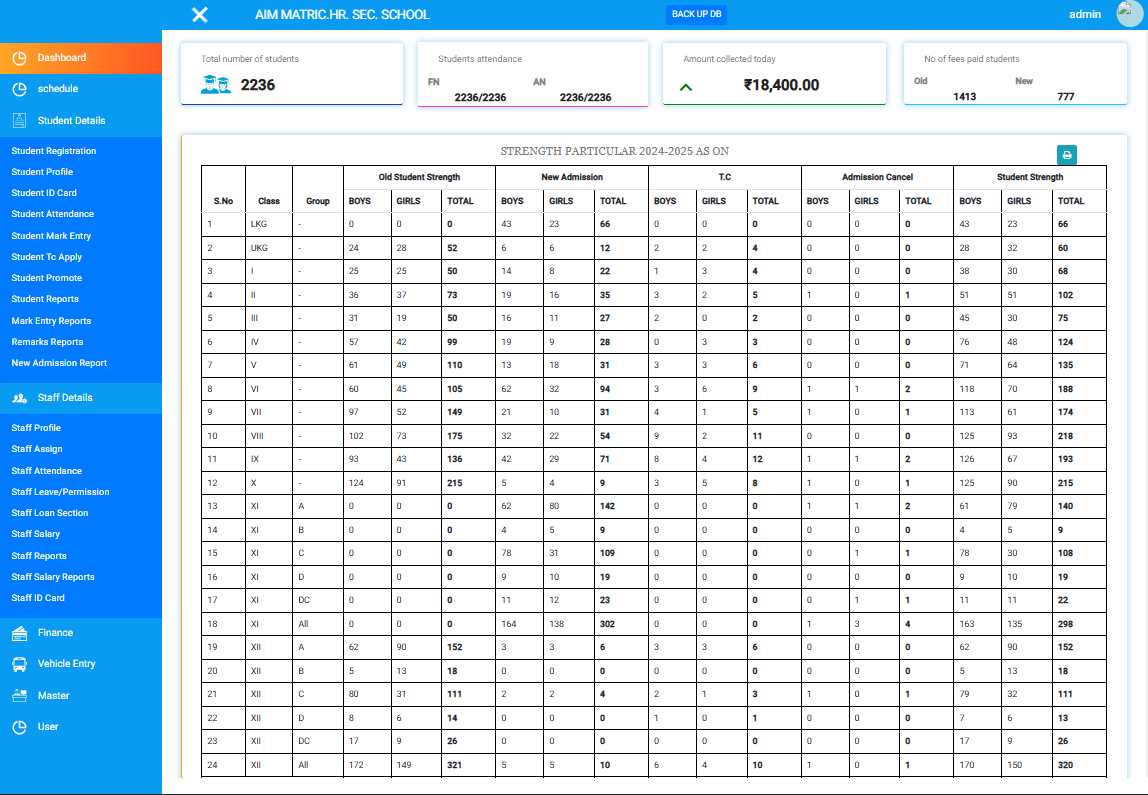 AIM MATRIC.HR. SEC. SCHOOL BACK UP DB admin
Dashboard
schedule
Student Details
Student Registration
Student Profile
Student ID Card
Student Attendance
Student Mark Entry
Student Tc Apply
Student Promote
Student Reports
Mark Entry Reports
Remarks Reports
New Admission Report
Staff Details
Staff Profile
Staff Assign
Staff Attendance
Staff Leave/Permission
Staff Loan Section
Staff Salary
Staff Reports
Staff Salary Reports
Staff ID Card
Finance
Vehicle Entry
Master
User
Total number of students
2236
Students attendance
FN AN
2236/2236 2236/2236
Amount collected today
₹18,400.00
No of fees paid students
Old New
1413 777
STRENGTH PARTICULAR 2024-2025 AS ON
Old Student Strength New Admission T.C Admission Cancel Student Strength
S.No Class Group BOYS GIRLS TOTAL BOYS GIRLS TOTAL BOYS GIRLS TOTAL BOYS GIRLS TOTAL BOYS GIRLS TOTAL
1 LKG - 0 0 0 43 23 66 0 0 0 0 0 0 43 23 66
2 UKG - 24 28 52 6 6 12 2 2 4 0 0 0 28 32 60
3 I - 25 25 50 14 8 22 1 3 4 0 0 0 38 30 68
4 II - 36 37 73 19 16 35 3 2 5 1 0 1 51 51 102
5 III - 31 19 50 16 11 27 2 0 2 0 0 0 45 30 75
6 IV - 57 42 99 19 9 28 0 3 3 0 0 0 76 48 124
7 V - 61 49 110 13 18 31 3 3 6 0 0 0 71 64 135
8 VI - 60 45 105 62 32 94 3 6 9 1 1 2 118 70 188
9 VII - 97 52 149 21 10 31 4 1 5 1 0 1 113 61 174
10 VIII - 102 73 175 32 22 54 9 2 11 0 0 0 125 93 218
11 IX - 93 43 136 42 29 71 8 4 12 1 1 2 126 67 193
12 X - 124 91 215 5 4 9 3 5 8 1 0 1 125 90 215
13 XI A 0 0 0 62 80 142 0 0 0 1 1 2 61 79 140
14 XI B 0 0 0 4 5 9 0 0 0 0 0 0 4 5 9
15 XI C 0 0 0 78 31 109 0 0 0 0 1 1 78 30 108
16 XI D 0 0 0 9 10 19 0 0 0 0 0 0 9 10 19
17 XI DC 0 0 0 11 12 23 0 0 0 0 1 1 11 11 22
18 XI All 0 0 0 164 138 302 0 0 0 1 3 4 163 135 298
19 XII A 62 90 152 3 3 6 3 3 6 0 0 0 62 90 152
20 XII B 5 13 18 0 0 0 0 0 0 0 0 0 5 13 18
21 XII C 80 31 111 2 2 4 2 1 3 1 0 1 79 32 111
22 XII D 8 6 14 0 0 0 1 0 1 0 0 0 7 6 13
23 XII DC 17 9 26 0 0 0 0 0 0 0 0 0 17 9 26
24 XII All 172 149 321 5 5 10 6 4 10 1 0 1 170 150 320